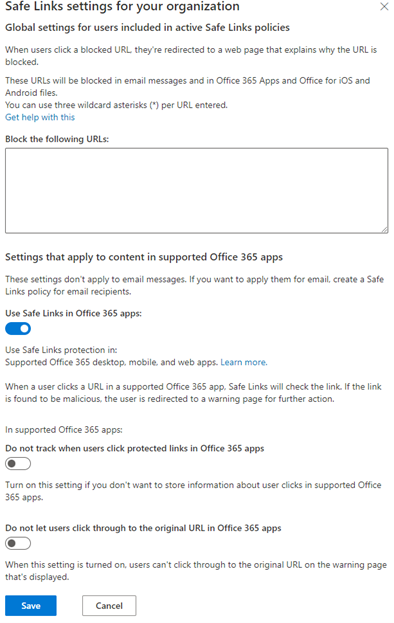 Safe Links settings for your organization
Global settings for users included in active Safe Links policies
When users click a blocked URL, they're redirected to a web page that explains why the URL is
blocked.
These URLs will be blocked in email messages and in Office 365 Apps and Office for iOS and
Android files.
You can use three wildcard asterisks (*) per URL entered.
Get help with this
Block the following URLs:
Settings that apply to content in supported Office 365 apps
These settings don't apply to email messages. If you want to apply them for email, create a Safe
Links policy for email recipients.
Use Safe Links in Office 365 apps:
Use Safe Links protection in:
Supported Office 365 desktop, mobile, and web apps. Learn more.
When a user clicks a URL in a supported Office 365 app, Safe Links will check the link. If the link
is found to be malicious, the user is redirected to a warning page for further action.
In supported Office 365 apps:
Do not track when users click protected links in Office 365 apps
Turn on this setting if you don't want to store information about user clicks in supported Office
365 apps.
Do not let users click through to the original URL in Office 365 apps
When this setting is turned on, users can't click through to the original URL on the warning page
that's displayed.
Save
Cancel